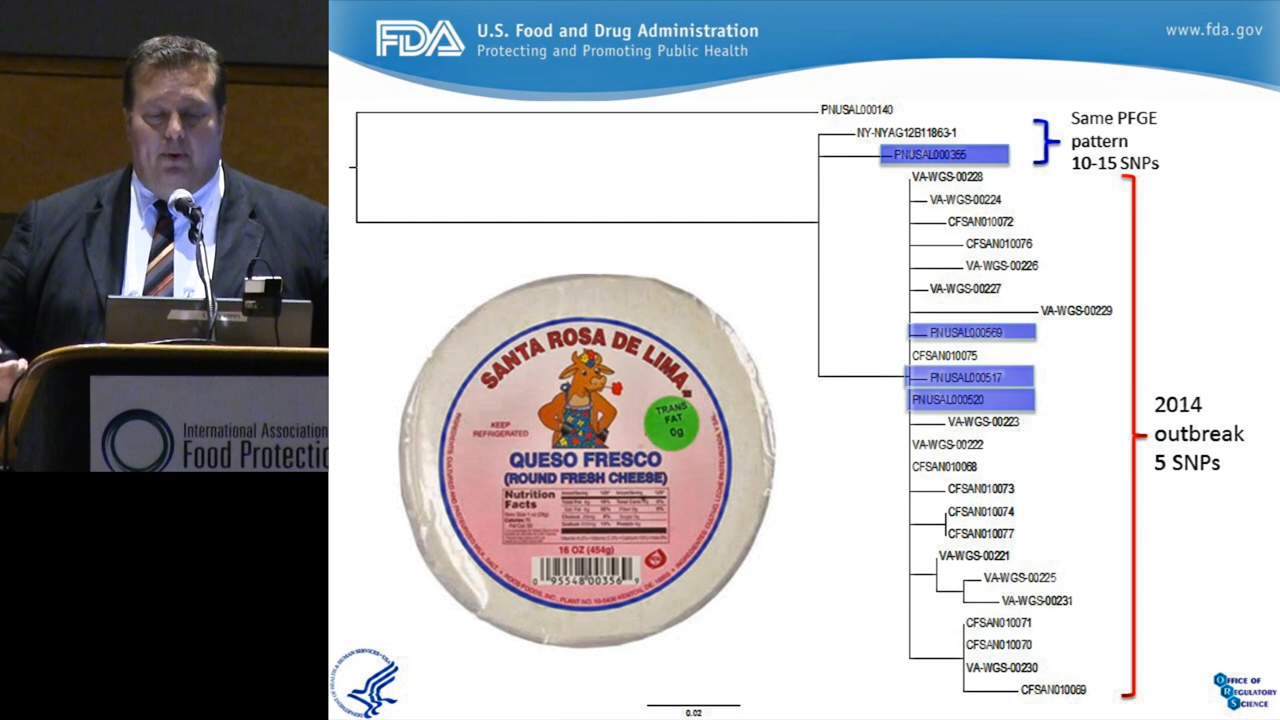 FDA U.S. Food and Drug Administration
Protecting and Promoting Public Health
www.fda.gov
PNUSAL000140
NY-NYAG12B11863-1
PNUSAL000355
Same PFGE
pattern
10-15 SNPs
VA-WGS-00228
VA-WGS-00224
CFSAN010072
CFSAN010076
VA-WGS-00226
VA-WGS-00227
VA-WGS-00229
PNUSAL000569
CFSAN010075
PNUSAL000517
PNUSAL000520
VA-WGS-00223
VA-WGS-00222
CFSAN010068
CFSAN010073
CFSAN010074
CFSAN010077
VA-WGS-00221
VA-WGS-00225
VA-WGS-00231
CFSAN010071
CFSAN010070
VA-WGS-00230
CFSAN010069
2014
outbreak
5 SNPs
0.02
SANTA ROSA DE LIMA
KEEP
REFRIGERATED
TRANS
FAT
0g
QUESO FRESCO
(ROUND FRESH CHEESE)
Nutrition
Facts
16 OZ (454g)
0 95548 00356 9
International Association
Food Protectic
OFFICE OF
REGULATORY
SCIENCE